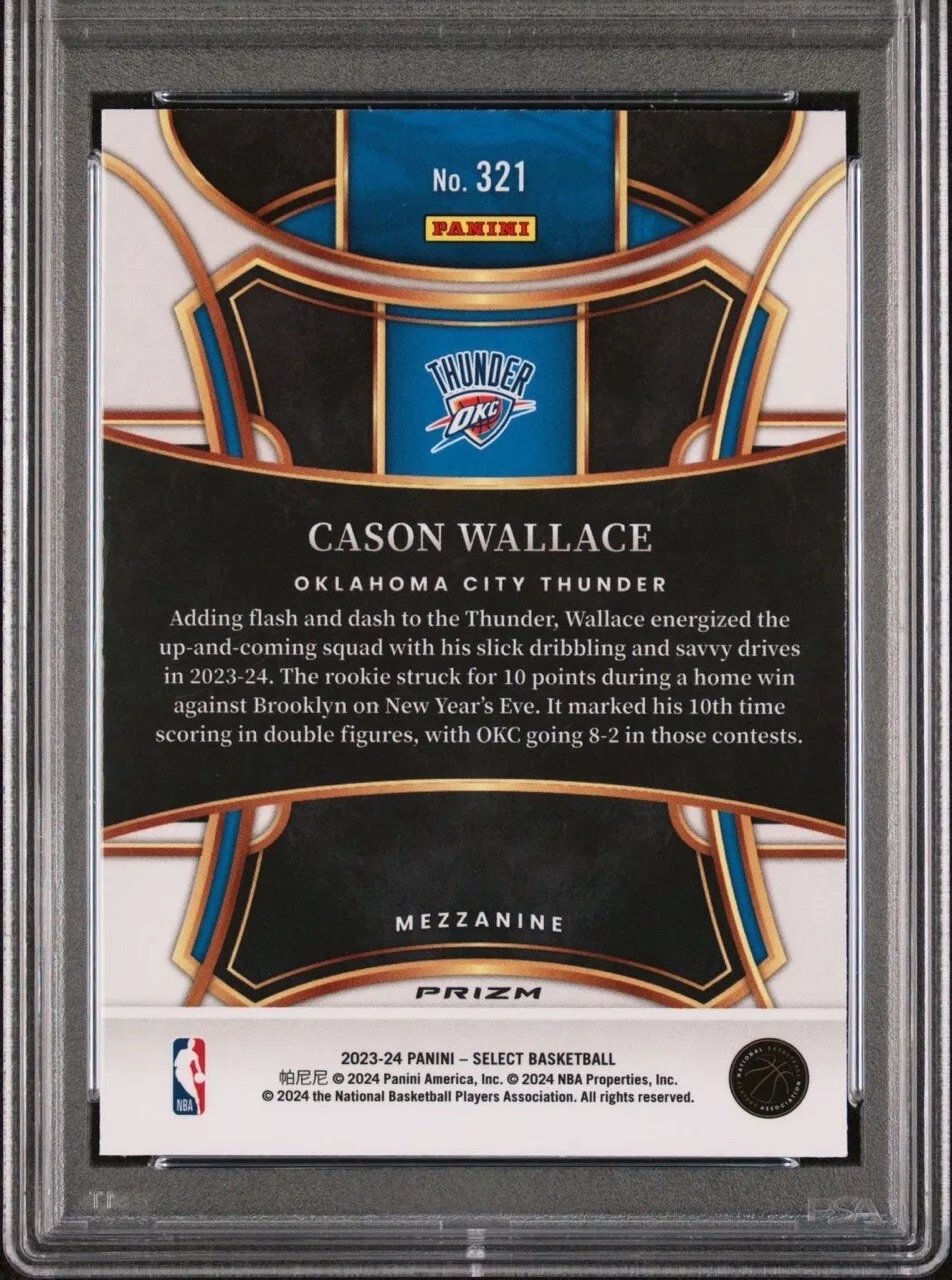 No. 321
PANINI
THUNDER
OKC
CASON WALLACE
OKLAHOMA CITY THUNDER
Adding flash and dash to the Thunder, Wallace energized the
up-and-coming squad with his slick dribbling and savvy drives
in 2023-24. The rookie struck for 10 points during a home win
against Brooklyn on New Year's Eve. It marked his 10th time
scoring in double figures, with OKC going 8-2 in those contests.
MEZZANINE
PRIZM
2023-24 PANINI – SELECT BASKETBALL
帕尼尼 © 2024 Panini America, Inc. © 2024 NBA Properties, Inc.
© 2024 the National Basketball Players Association. All rights reserved.
NBA
NATIONAL BASKETBALL PLAYERS ASSOCIATION
PSA